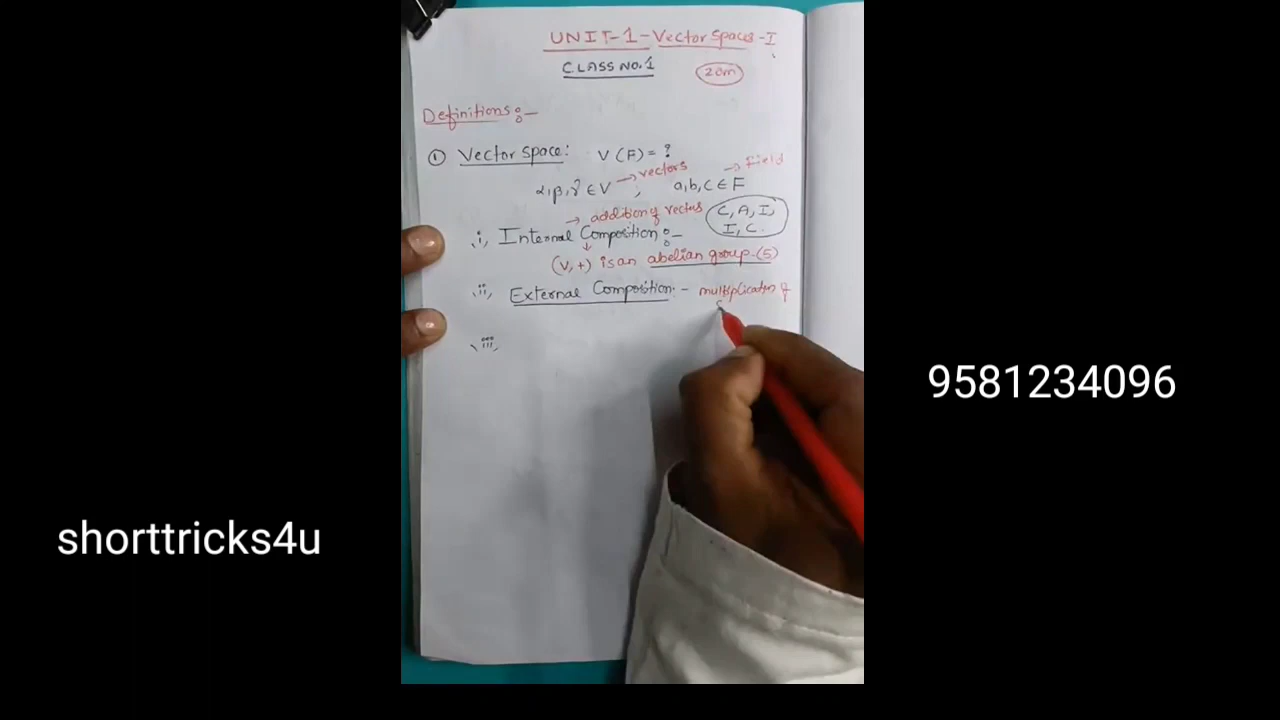 UNIT-1-Vector Spaces-I
CLASS NO.1
20m
Definitions:-
① Vector space: V(F)=?
α,β,γ ∈ V → vectors , a,b,c ∈ F → Field
→ addition of vectors
C, A, I,
I, C.
i, Internal Composition:-
(V,+) is an abelian group-(5)
ii, External Composition:- multiplication of
iii,
9581234096
shorttricks4u